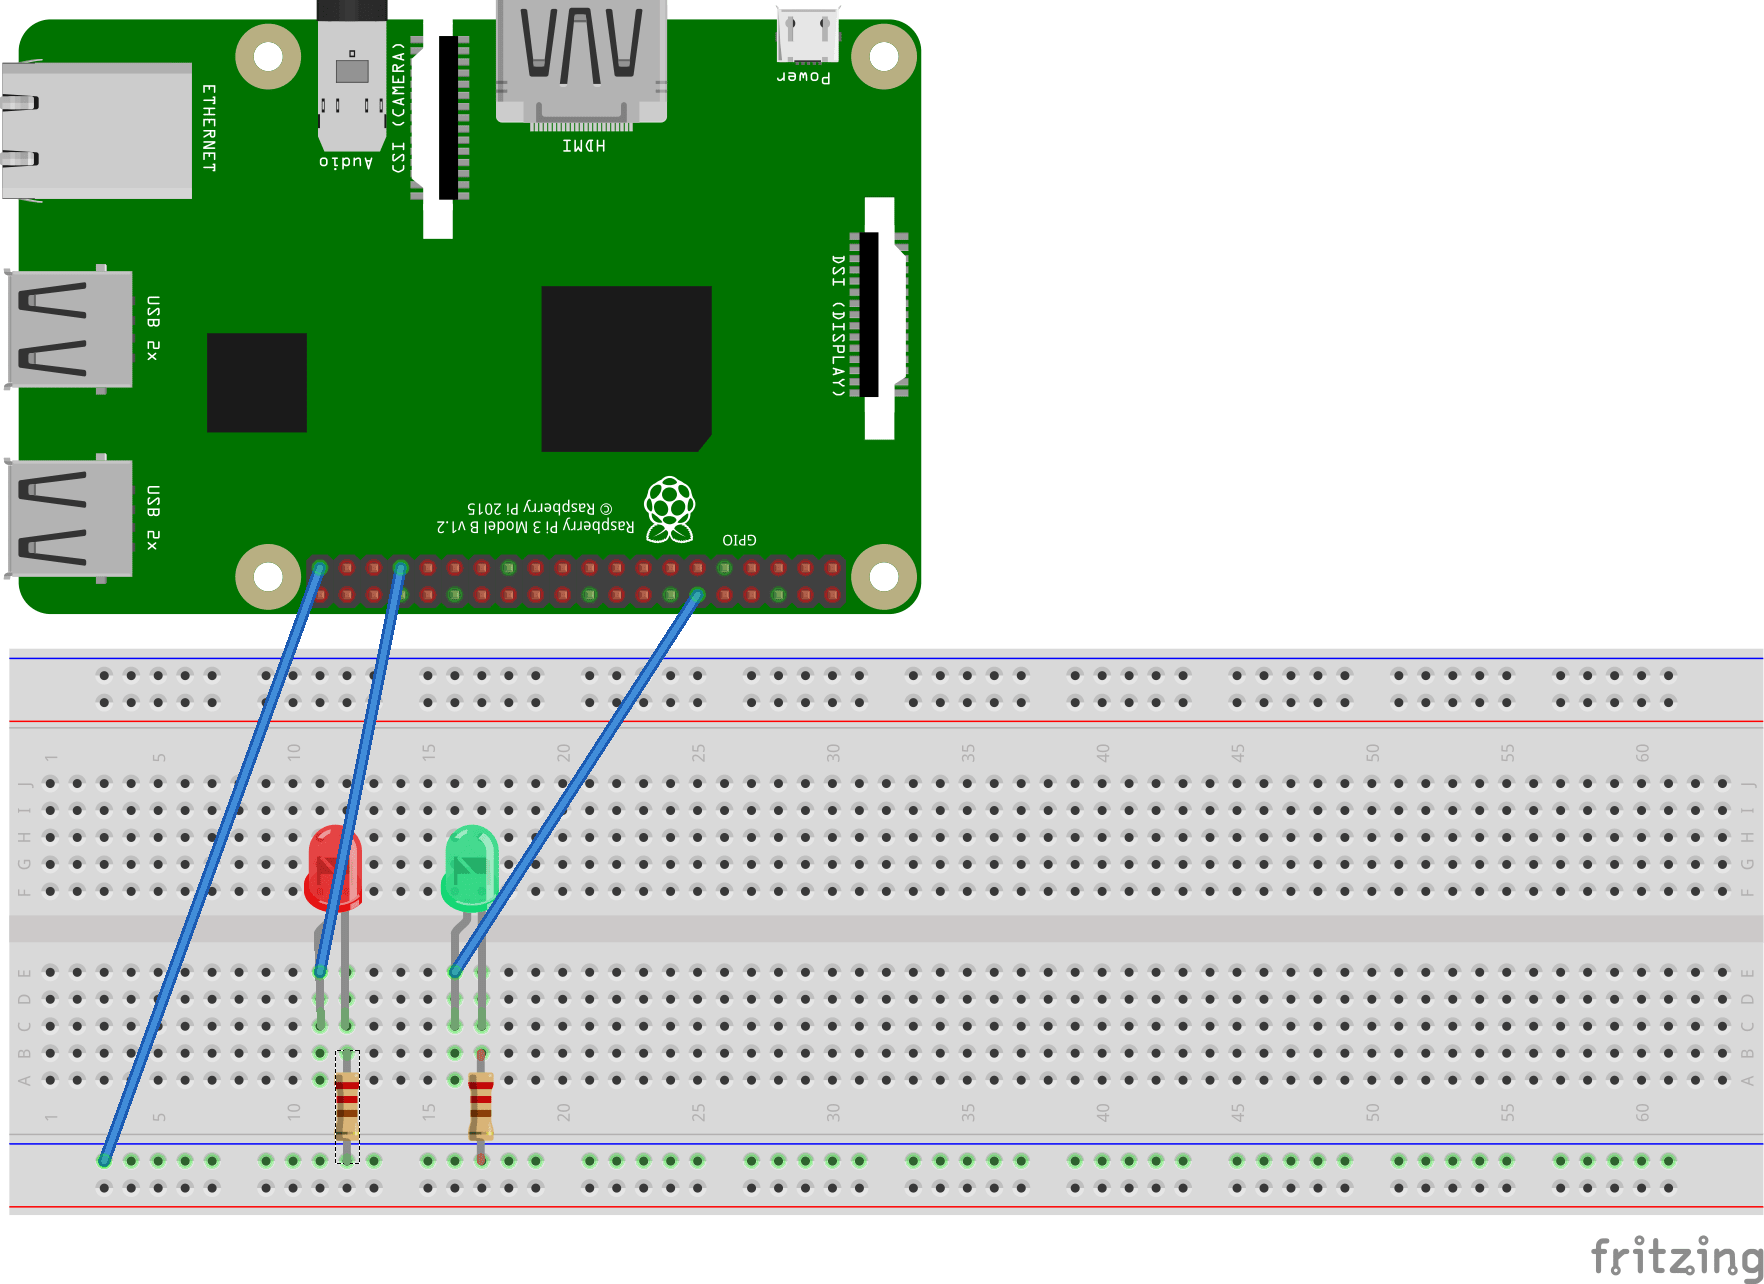 ETHERNET
Audio
CSI (CAMERA)
HDMI
Power
DSI (DISPLAY)
USB 2x
USB 2x
Raspberry Pi 3 Model B v1.2
© Raspberry Pi 2015
GPIO
1 5 10 15 20 25 30 35 40 45 50 55 60
J J
I I
H H
G G
F F
E E
D D
C C
B B
A A
1 5 10 15 20 25 30 35 40 45 50 55 60
fritzing